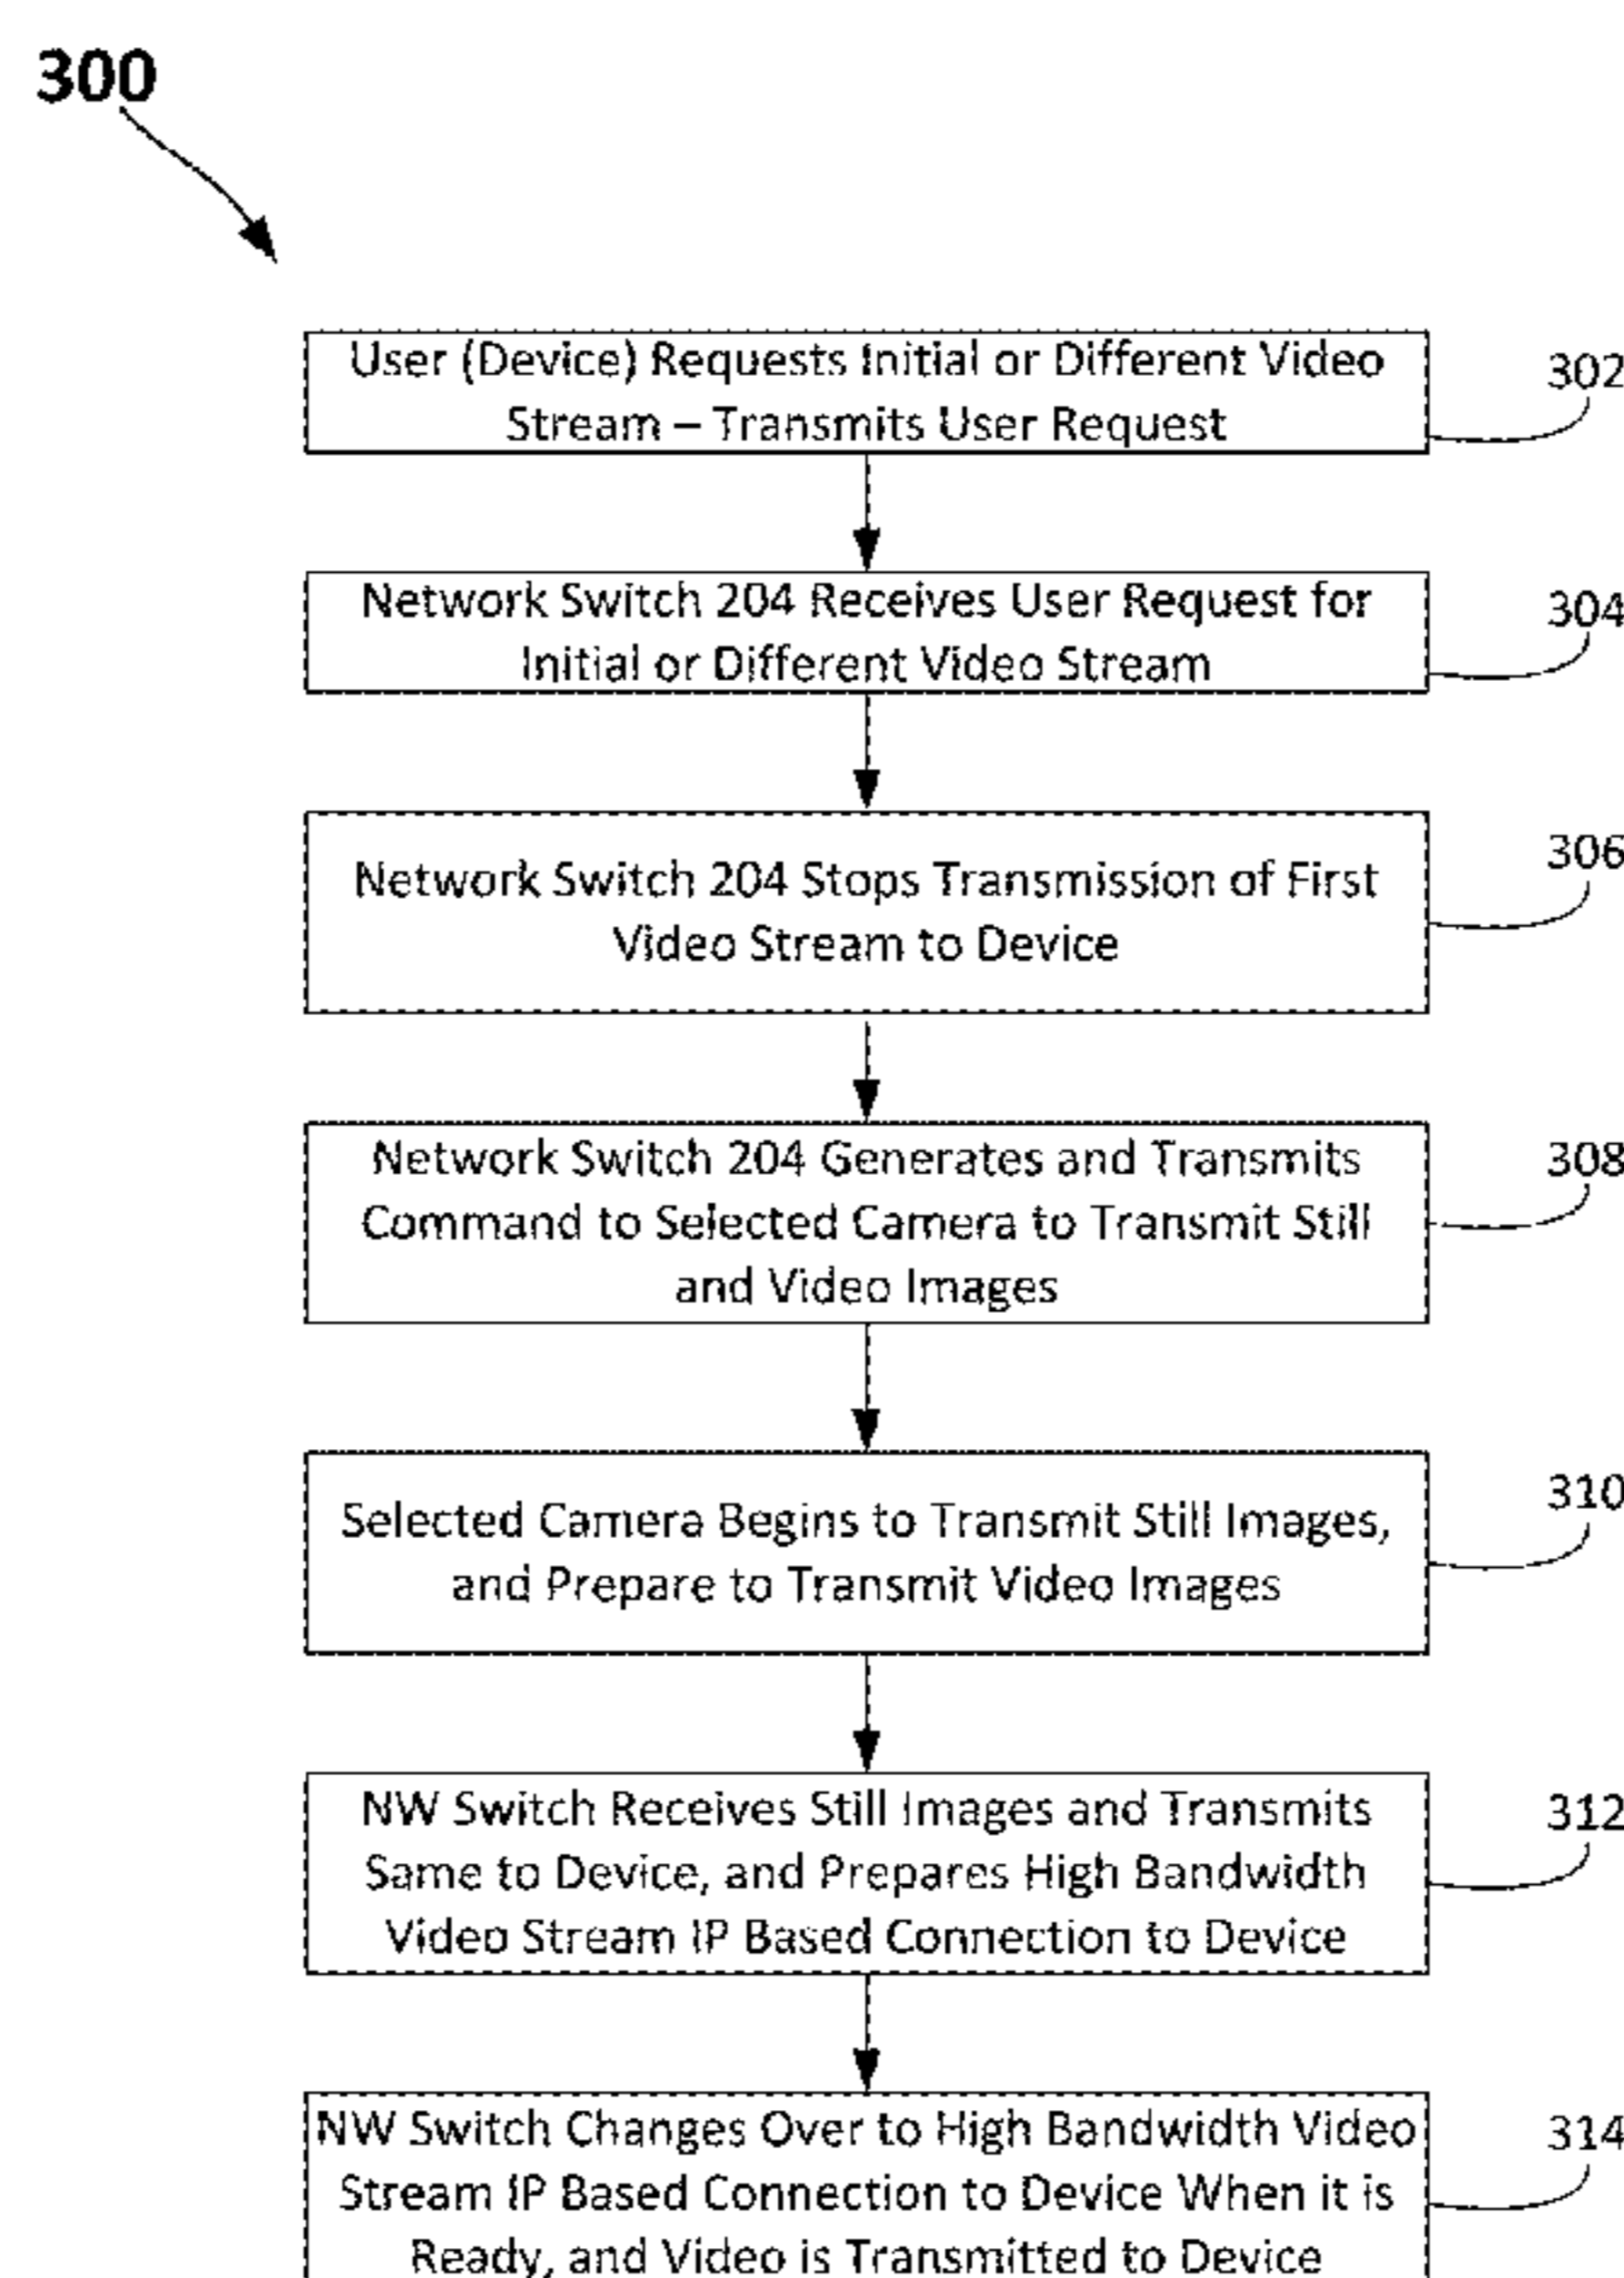 300
User (Device) Requests Initial or Different Video
Stream – Transmits User Request
302
Network Switch 204 Receives User Request for
Initial or Different Video Stream
304
Network Switch 204 Stops Transmission of First
Video Stream to Device
306
Network Switch 204 Generates and Transmits
Command to Selected Camera to Transmit Still
and Video Images
308
Selected Camera Begins to Transmit Still Images,
and Prepare to Transmit Video Images
310
NW Switch Receives Still Images and Transmits
Same to Device, and Prepares High Bandwidth
Video Stream IP Based Connection to Device
312
NW Switch Changes Over to High Bandwidth Video
Stream IP Based Connection to Device When it is
Ready, and Video is Transmitted to Device
314